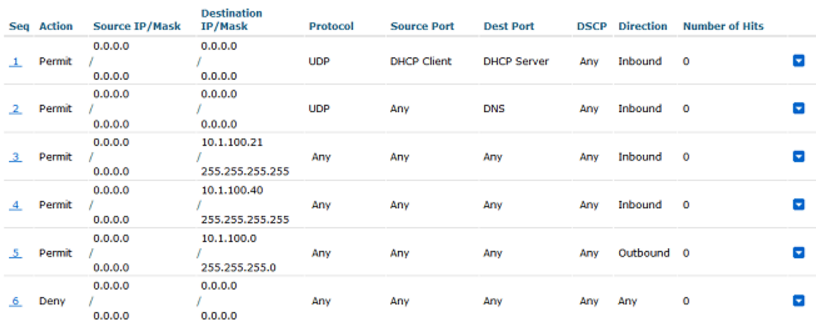 Seq Action Source IP/Mask Destination IP/Mask Protocol Source Port Dest Port DSCP Direction Number of Hits
0.0.0.0 0.0.0.0
1 Permit / / UDP DHCP Client DHCP Server Any Inbound 0
0.0.0.0 0.0.0.0
0.0.0.0 0.0.0.0
2 Permit / / UDP Any DNS Any Inbound 0
0.0.0.0 0.0.0.0
0.0.0.0 10.1.100.21
3 Permit / / Any Any Any Any Inbound 0
0.0.0.0 255.255.255.255
0.0.0.0 10.1.100.40
4 Permit / / Any Any Any Any Inbound 0
0.0.0.0 255.255.255.255
0.0.0.0 10.1.100.0
5 Permit / / Any Any Any Any Outbound 0
0.0.0.0 255.255.255.0
0.0.0.0 0.0.0.0
6 Deny / / Any Any Any Any Any 0
0.0.0.0 0.0.0.0